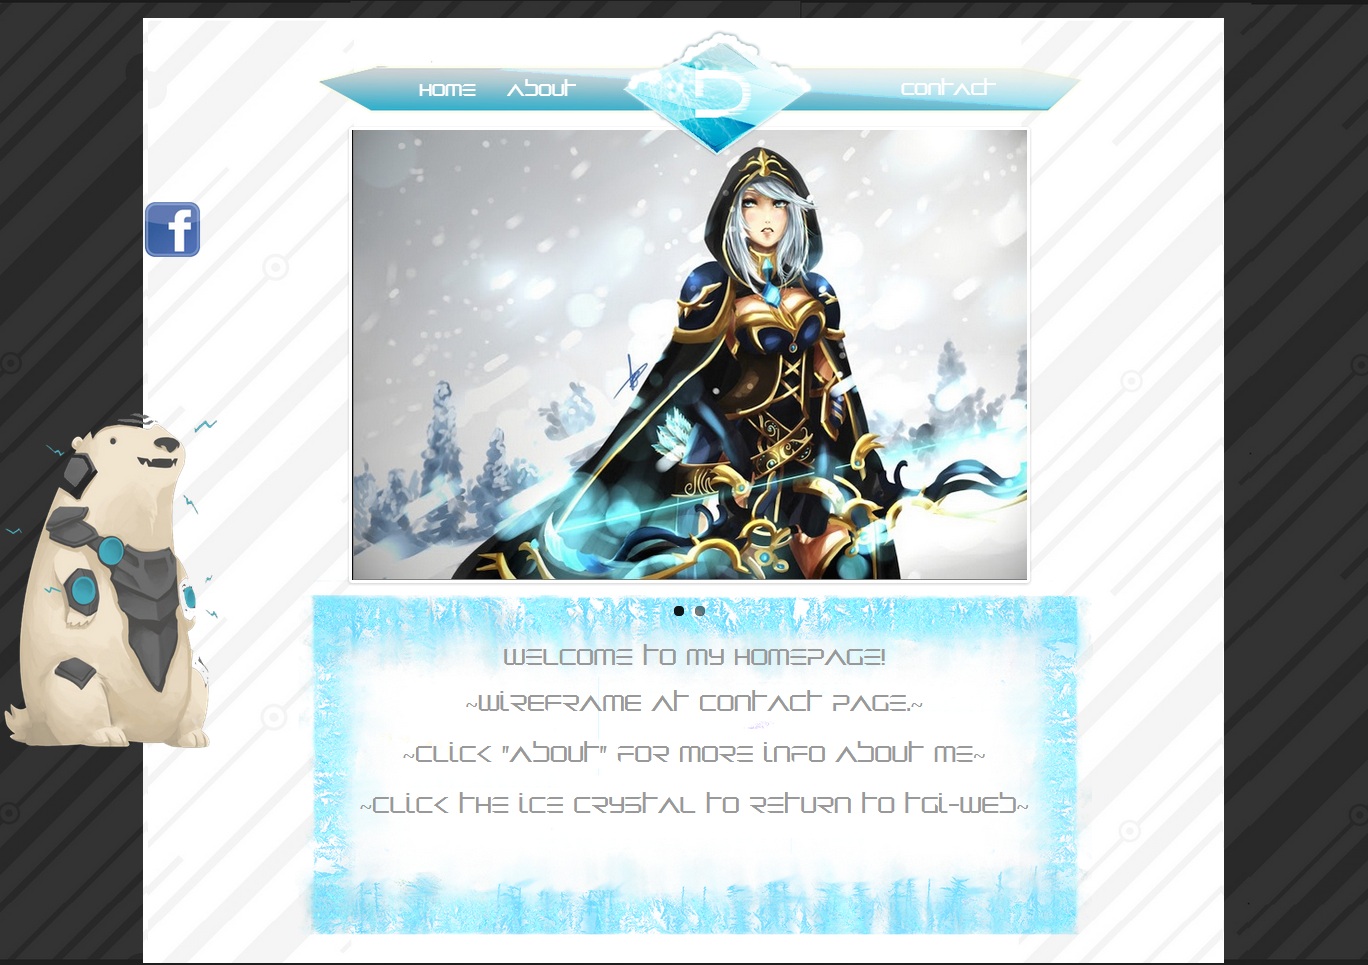 HOME About Contact
D
f
WELCOME to MY HOMEPAGE!
~WIREFRAME At Contact PAGE.~
~CLICK "About" FOR MORE INFO About ME~
~CLICK THE ICE CRYSTAL to RETURN to tGI-WEB~